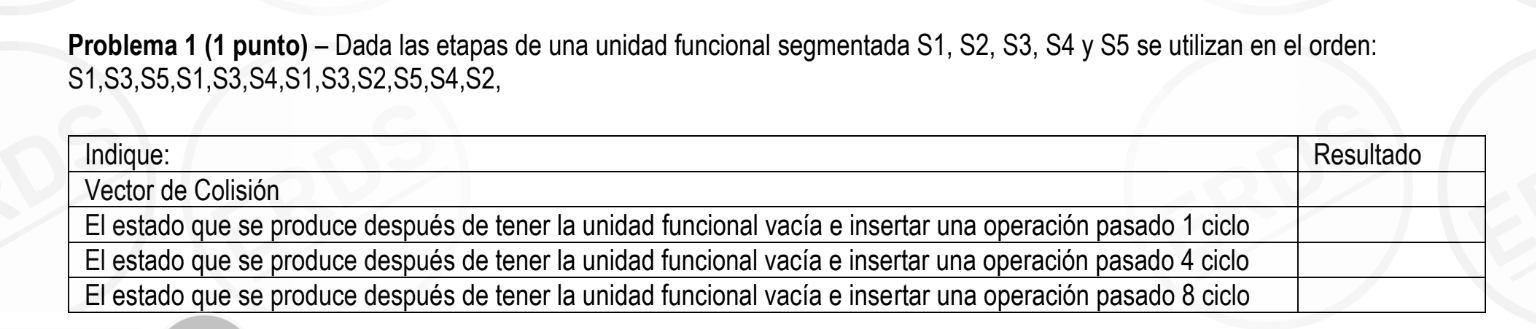 Problema 1 (1 punto) – Dada las etapas de una unidad funcional segmentada S1, S2, S3, S4 y S5 se utilizan en el orden:
S1,S3,S5,S1,S3,S4,S1,S3,S2,S5,S4,S2,
Indique: Resultado
Vector de Colisión
El estado que se produce después de tener la unidad funcional vacía e insertar una operación pasado 1 ciclo
El estado que se produce después de tener la unidad funcional vacía e insertar una operación pasado 4 ciclo
El estado que se produce después de tener la unidad funcional vacía e insertar una operación pasado 8 ciclo